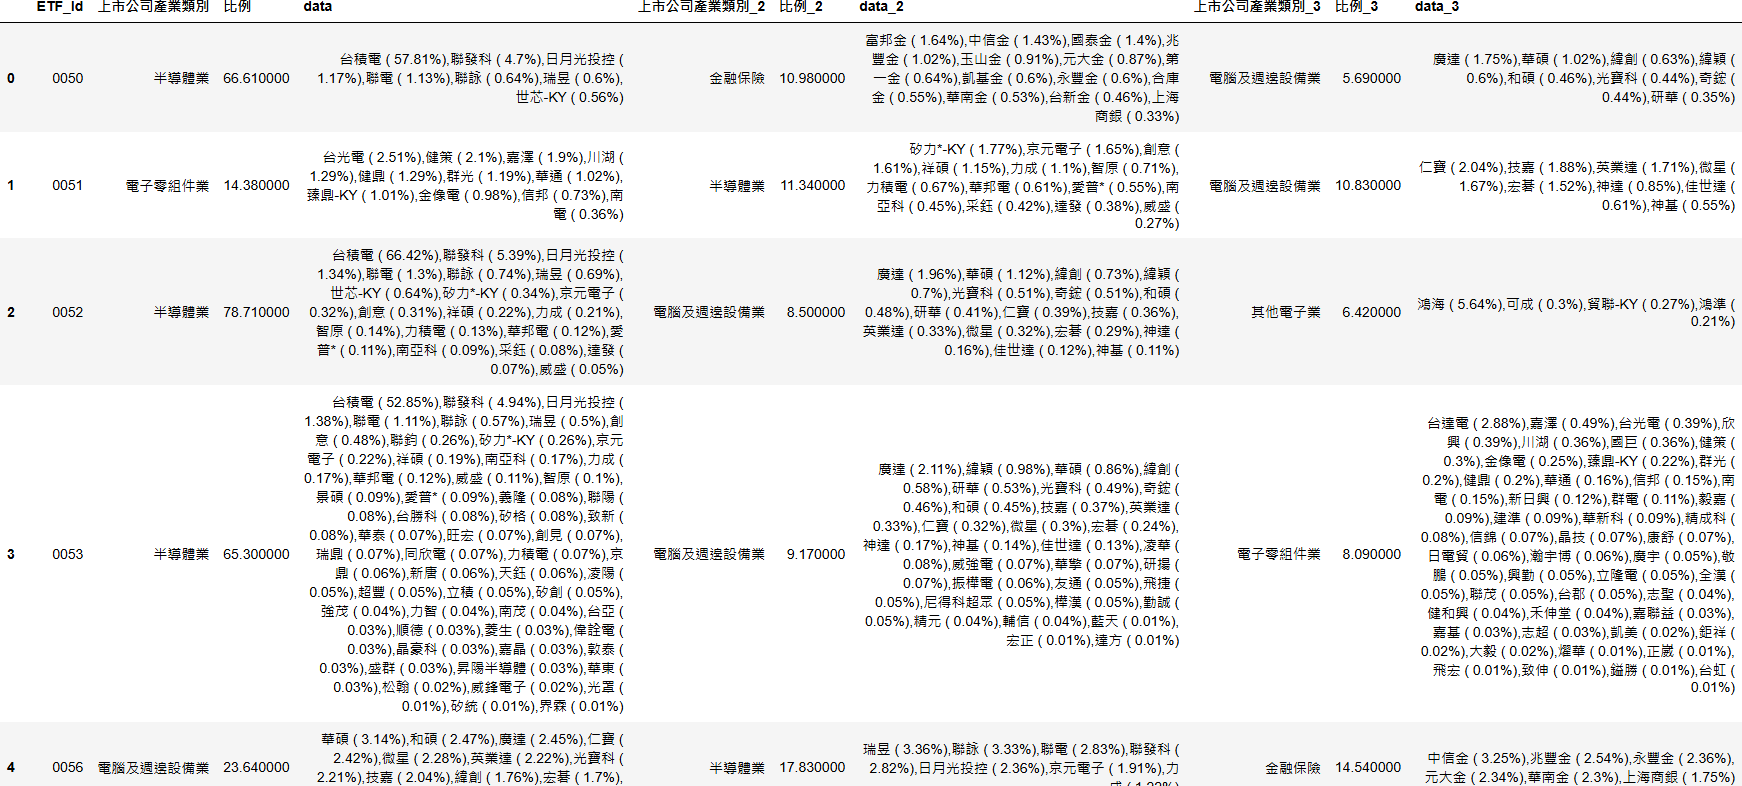 ETF_Id 上市公司產業類別 比例 data 上市公司產業類別_2 比例_2 data_2 上市公司產業類別_3 比例_3 data_3
0 0050 半導體業 66.610000
台積電 ( 57.81%),聯發科 ( 4.7%),日月光投控 (
1.17%),聯電 ( 1.13%),聯詠 ( 0.64%),瑞昱 ( 0.6%),
世芯-KY ( 0.56%)
金融保險 10.980000
富邦金 ( 1.64%),中信金 ( 1.43%),國泰金 ( 1.4%),兆
豐金 ( 1.02%),玉山金 ( 0.91%),元大金 ( 0.87%),第
一金 ( 0.64%),凱基金 ( 0.6%),永豐金 ( 0.6%),合庫
金 ( 0.55%),華南金 ( 0.53%),台新金 ( 0.46%),上海
商銀 ( 0.33%)
電腦及週邊設備業 5.690000
廣達 ( 1.75%),華碩 ( 1.02%),緯創 ( 0.63%),緯穎 (
0.6%),和碩 ( 0.46%),光寶科 ( 0.44%),奇鋐 (
0.44%),研華 ( 0.35%)
1 0051 電子零組件業 14.380000
台光電 ( 2.51%),健策 ( 2.1%),嘉澤 ( 1.9%),川湖 (
1.29%),健鼎 ( 1.29%),群光 ( 1.19%),華通 ( 1.02%),
臻鼎-KY ( 1.01%),金像電 ( 0.98%),信邦 ( 0.73%),南
電 ( 0.36%)
半導體業 11.340000
矽力*-KY ( 1.77%),京元電子 ( 1.65%),創意 (
1.61%),祥碩 ( 1.15%),力成 ( 1.1%),智原 ( 0.71%),
力積電 ( 0.67%),華邦電 ( 0.61%),愛普* ( 0.55%),南
亞科 ( 0.45%),采鈺 ( 0.42%),達發 ( 0.38%),威盛 (
0.27%)
電腦及週邊設備業 10.830000
仁寶 ( 2.04%),技嘉 ( 1.88%),英業達 ( 1.71%),微星 (
1.67%),宏碁 ( 1.52%),神達 ( 0.85%),佳世達 (
0.61%),神基 ( 0.55%)
2 0052 半導體業 78.710000
台積電 ( 66.42%),聯發科 ( 5.39%),日月光投控 (
1.34%),聯電 ( 1.3%),聯詠 ( 0.74%),瑞昱 ( 0.69%),
世芯-KY ( 0.64%),矽力*-KY ( 0.34%),京元電子 (
0.32%),創意 ( 0.31%),祥碩 ( 0.22%),力成 ( 0.21%),
智原 ( 0.14%),力積電 ( 0.13%),華邦電 ( 0.12%),愛
普* ( 0.11%),南亞科 ( 0.09%),采鈺 ( 0.08%),達發 (
0.07%),威盛 ( 0.05%)
電腦及週邊設備業 8.500000
廣達 ( 1.96%),華碩 ( 1.12%),緯創 ( 0.73%),緯穎 (
0.7%),光寶科 ( 0.51%),奇鋐 ( 0.51%),和碩 (
0.48%),研華 ( 0.41%),仁寶 ( 0.39%),技嘉 ( 0.36%),
英業達 ( 0.33%),微星 ( 0.32%),宏碁 ( 0.29%),神達 (
0.16%),佳世達 ( 0.12%),神基 ( 0.11%)
其他電子業 6.420000
鴻海 ( 5.64%),可成 ( 0.3%),貿聯-KY ( 0.27%),鴻準 (
0.21%)
3 0053 半導體業 65.300000
台積電 ( 52.85%),聯發科 ( 4.94%),日月光投控 (
1.38%),聯電 ( 1.11%),聯詠 ( 0.57%),瑞昱 ( 0.5%),創
意 ( 0.48%),聯鈞 ( 0.26%),矽力*-KY ( 0.26%),京元
電子 ( 0.22%),祥碩 ( 0.19%),南亞科 ( 0.17%),力成 (
0.17%),華邦電 ( 0.12%),威盛 ( 0.11%),智原 ( 0.1%),
景碩 ( 0.09%),愛普* ( 0.09%),義隆 ( 0.08%),聯陽 (
0.08%),台勝科 ( 0.08%),矽格 ( 0.08%),致新 (
0.08%),華泰 ( 0.07%),旺宏 ( 0.07%),創見 ( 0.07%),
瑞鼎 ( 0.07%),同欣電 ( 0.07%),力積電 ( 0.07%),京
鼎 ( 0.06%),新唐 ( 0.06%),天鈺 ( 0.06%),凌陽 (
0.05%),超豐 ( 0.05%),立積 ( 0.05%),矽創 ( 0.05%),
強茂 ( 0.04%),力智 ( 0.04%),南茂 ( 0.04%),台亞 (
0.03%),順德 ( 0.03%),菱生 ( 0.03%),偉詮電 (
0.03%),晶豪科 ( 0.03%),嘉晶 ( 0.03%),敦泰 (
0.03%),盛群 ( 0.03%),昇陽半導體 ( 0.03%),華東 (
0.03%),松翰 ( 0.02%),威鋒電子 ( 0.02%),光罩 (
0.01%),矽統 ( 0.01%),界霖 ( 0.01%)
電腦及週邊設備業 9.170000
廣達 ( 2.11%),緯穎 ( 0.98%),華碩 ( 0.86%),緯創 (
0.58%),研華 ( 0.53%),光寶科 ( 0.49%),奇鋐 (
0.46%),和碩 ( 0.45%),技嘉 ( 0.37%),英業達 (
0.33%),仁寶 ( 0.32%),微星 ( 0.3%),宏碁 ( 0.24%),
神達 ( 0.17%),神基 ( 0.14%),佳世達 ( 0.13%),凌華 (
0.08%),威強電 ( 0.07%),華擎 ( 0.07%),研揚 (
0.07%),振樺電 ( 0.06%),友通 ( 0.05%),飛捷 (
0.05%),尼得科超眾 ( 0.05%),樺漢 ( 0.05%),勤誠 (
0.05%),精元 ( 0.04%),輔信 ( 0.04%),藍天 ( 0.01%),
宏正 ( 0.01%),達方 ( 0.01%)
電子零組件業 8.090000
台達電 ( 2.88%),嘉澤 ( 0.49%),台光電 ( 0.39%),欣
興 ( 0.39%),川湖 ( 0.36%),國巨 ( 0.36%),健策 (
0.3%),金像電 ( 0.25%),臻鼎-KY ( 0.22%),群光 (
0.2%),健鼎 ( 0.2%),華通 ( 0.16%),信邦 ( 0.15%),南
電 ( 0.15%),新日興 ( 0.12%),群電 ( 0.11%),毅嘉 (
0.09%),建準 ( 0.09%),華新科 ( 0.09%),精成科 (
0.08%),信錦 ( 0.07%),晶技 ( 0.07%),康舒 ( 0.07%),
日電貿 ( 0.06%),瀚宇博 ( 0.06%),廣宇 ( 0.05%),敬
鵬 ( 0.05%),興勤 ( 0.05%),立隆電 ( 0.05%),全漢 (
0.05%),聯茂 ( 0.05%),台郡 ( 0.05%),志聖 ( 0.04%),
健和興 ( 0.04%),禾伸堂 ( 0.04%),嘉聯益 ( 0.03%),
嘉基 ( 0.03%),志超 ( 0.03%),凱美 ( 0.02%),鉅祥 (
0.02%),大毅 ( 0.02%),燿華 ( 0.01%),正崴 ( 0.01%),
飛宏 ( 0.01%),致伸 ( 0.01%),鎰勝 ( 0.01%),台虹 (
0.01%)
4 0056 電腦及週邊設備業 23.640000
華碩 ( 3.14%),和碩 ( 2.47%),廣達 ( 2.45%),仁寶 (
2.42%),微星 ( 2.28%),英業達 ( 2.22%),光寶科 (
2.21%),技嘉 ( 2.04%),緯創 ( 1.76%),宏碁 ( 1.7%),
半導體業 17.830000
瑞昱 ( 3.36%),聯詠 ( 3.33%),聯電 ( 2.83%),聯發科 (
2.82%),日月光投控 ( 2.36%),京元電子 ( 1.91%),力
金融保險 14.540000
中信金 ( 3.25%),兆豐金 ( 2.54%),永豐金 ( 2.36%),
元大金 ( 2.34%),華南金 ( 2.3%),上海商銀 ( 1.75%)